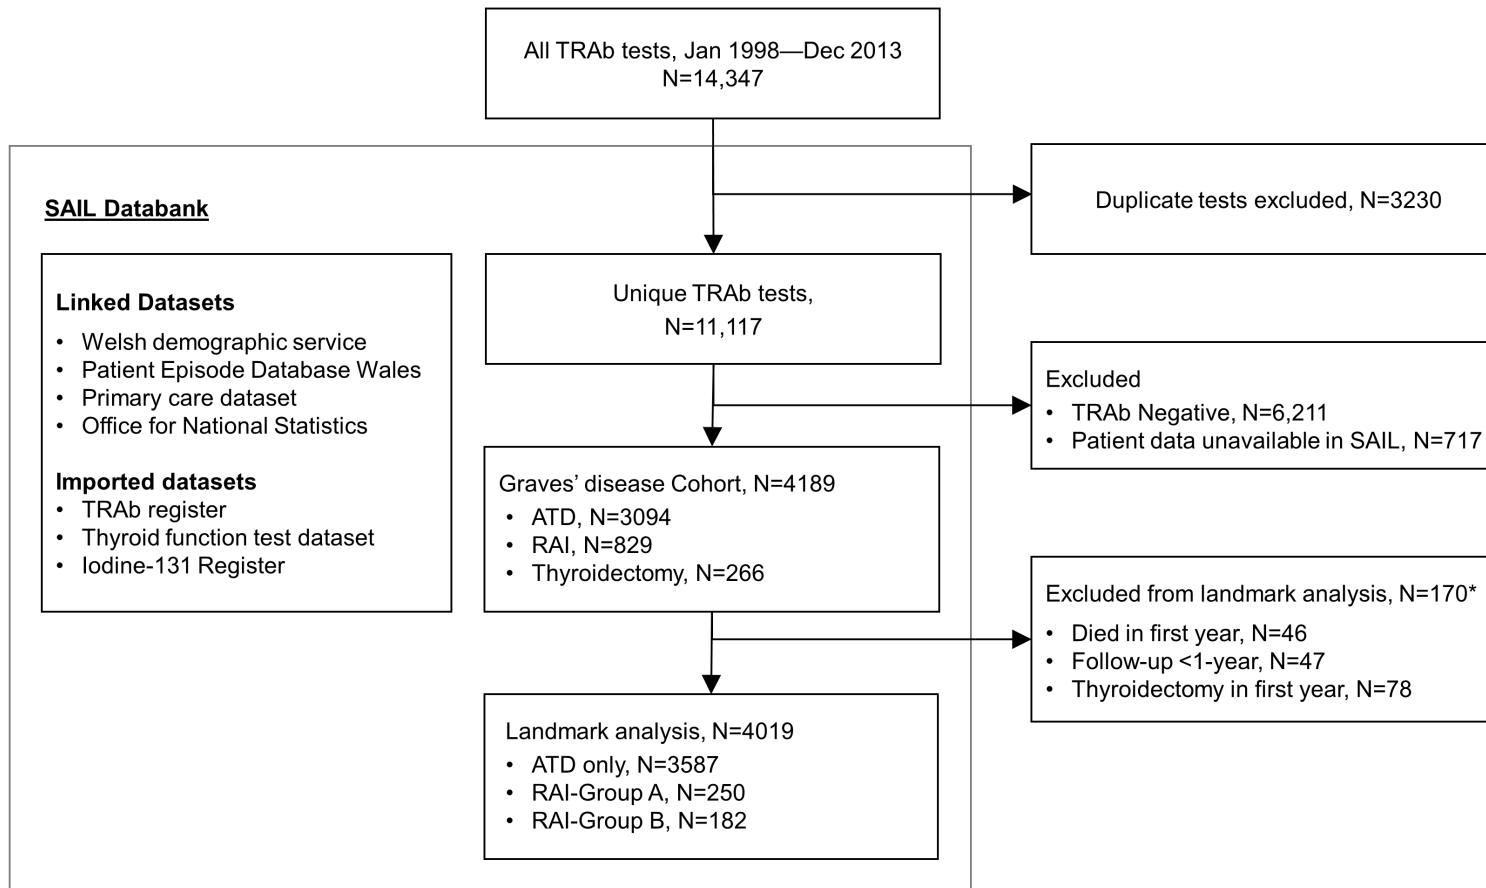 All TRAb tests, Jan 1998—Dec 2013
N=14,347
Duplicate tests excluded, N=3230
SAIL Databank
Linked Datasets
• Welsh demographic service
• Patient Episode Database Wales
• Primary care dataset
• Office for National Statistics
Imported datasets
• TRAb register
• Thyroid function test dataset
• Iodine-131 Register
Unique TRAb tests,
N=11,117
Excluded
• TRAb Negative, N=6,211
• Patient data unavailable in SAIL, N=717
Graves’ disease Cohort, N=4189
• ATD, N=3094
• RAI, N=829
• Thyroidectomy, N=266
Excluded from landmark analysis, N=170*
• Died in first year, N=46
• Follow-up <1-year, N=47
• Thyroidectomy in first year, N=78
Landmark analysis, N=4019
• ATD only, N=3587
• RAI-Group A, N=250
• RAI-Group B, N=182